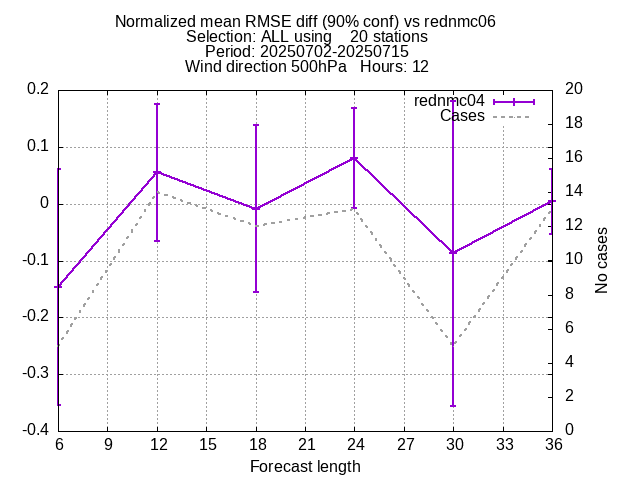 Normalized mean RMSE diff (90% conf) vs rednmc06
Selection: ALL using    20 stations
Period: 20250702-20250715
Wind direction 500hPa   Hours: 12
rednmc04
Cases
0.2
0.1
0
-0.1
-0.2
-0.3
-0.4
20
18
16
14
12
10
8
6
4
2
0
No cases
6 9 12 15 18 21 24 27 30 33 36
Forecast length